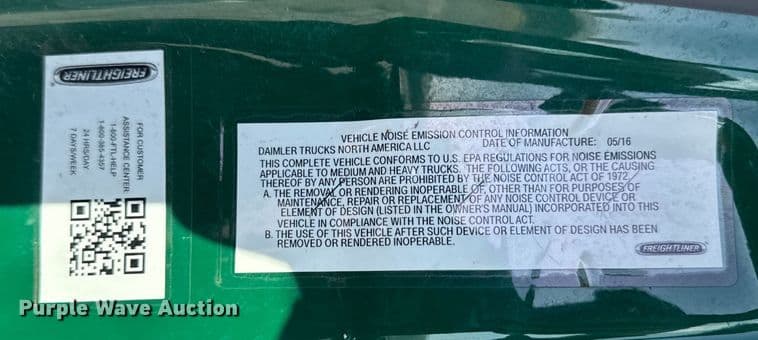 FREIGHTLINER
FOR CUSTOMER
ASSISTANCE CENTER:
1-800-FTL-HELP
1-800-385-4357
24 HRS/DAY
7 DAYS/WEEK
VEHICLE NOISE EMISSION CONTROL INFORMATION
DAIMLER TRUCKS NORTH AMERICA LLC DATE OF MANUFACTURE: 05/16
THIS COMPLETE VEHICLE CONFORMS TO U.S. EPA REGULATIONS FOR NOISE EMISSIONS
APPLICABLE TO MEDIUM AND HEAVY TRUCKS. THE FOLLOWING ACTS, OR THE CAUSING
THEREOF BY ANY PERSON ARE PROHIBITED BY THE NOISE CONTROL ACT OF 1972.
A. THE REMOVAL OR RENDERING INOPERABLE OF, OTHER THAN FOR PURPOSES OF
MAINTENANCE, REPAIR OR REPLACEMENT OF ANY NOISE CONTROL DEVICE OR
ELEMENT OF DESIGN (LISTED IN THE OWNER'S MANUAL) INCORPORATED INTO THIS
VEHICLE IN COMPLIANCE WITH THE NOISE CONTROL ACT.
B. THE USE OF THIS VEHICLE AFTER SUCH DEVICE OR ELEMENT OF DESIGN HAS BEEN
REMOVED OR RENDERED INOPERABLE.
FREIGHTLINER
Purple Wave Auction